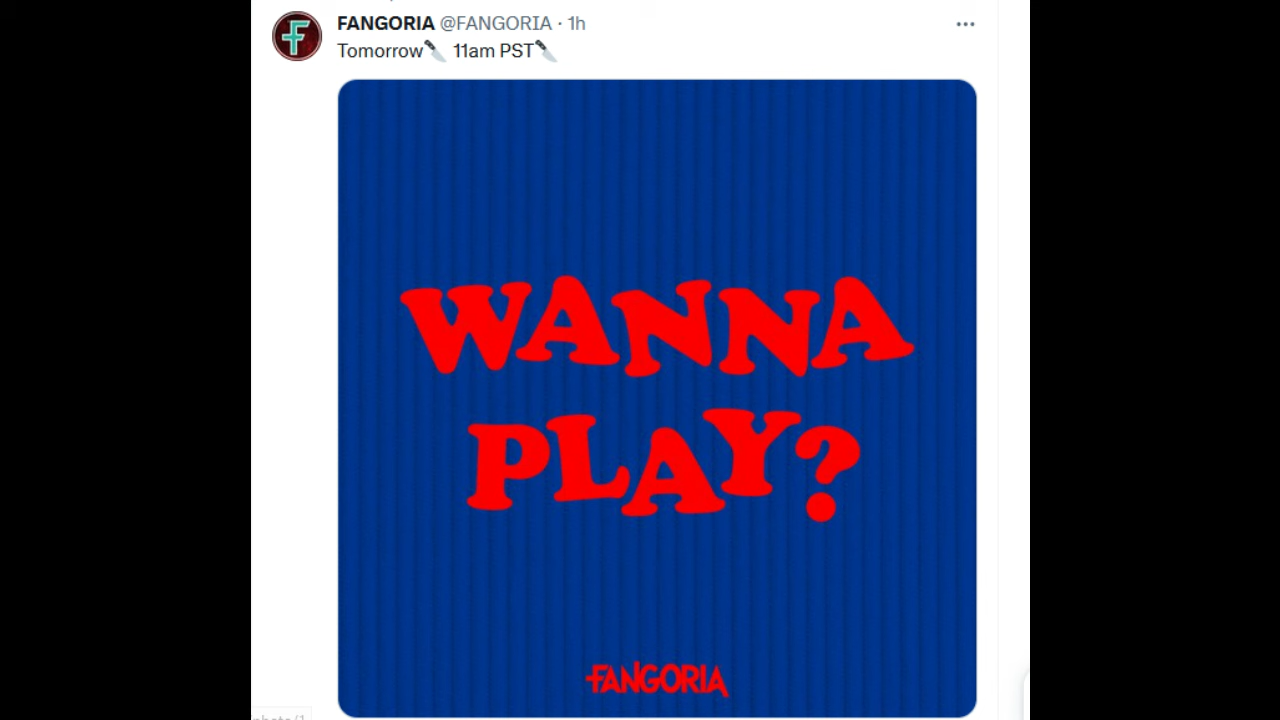 FANGORIA @FANGORIA · 1h
Tomorrow🔪 11am PST🔪
WANNA
PLAY?
FANGORIA